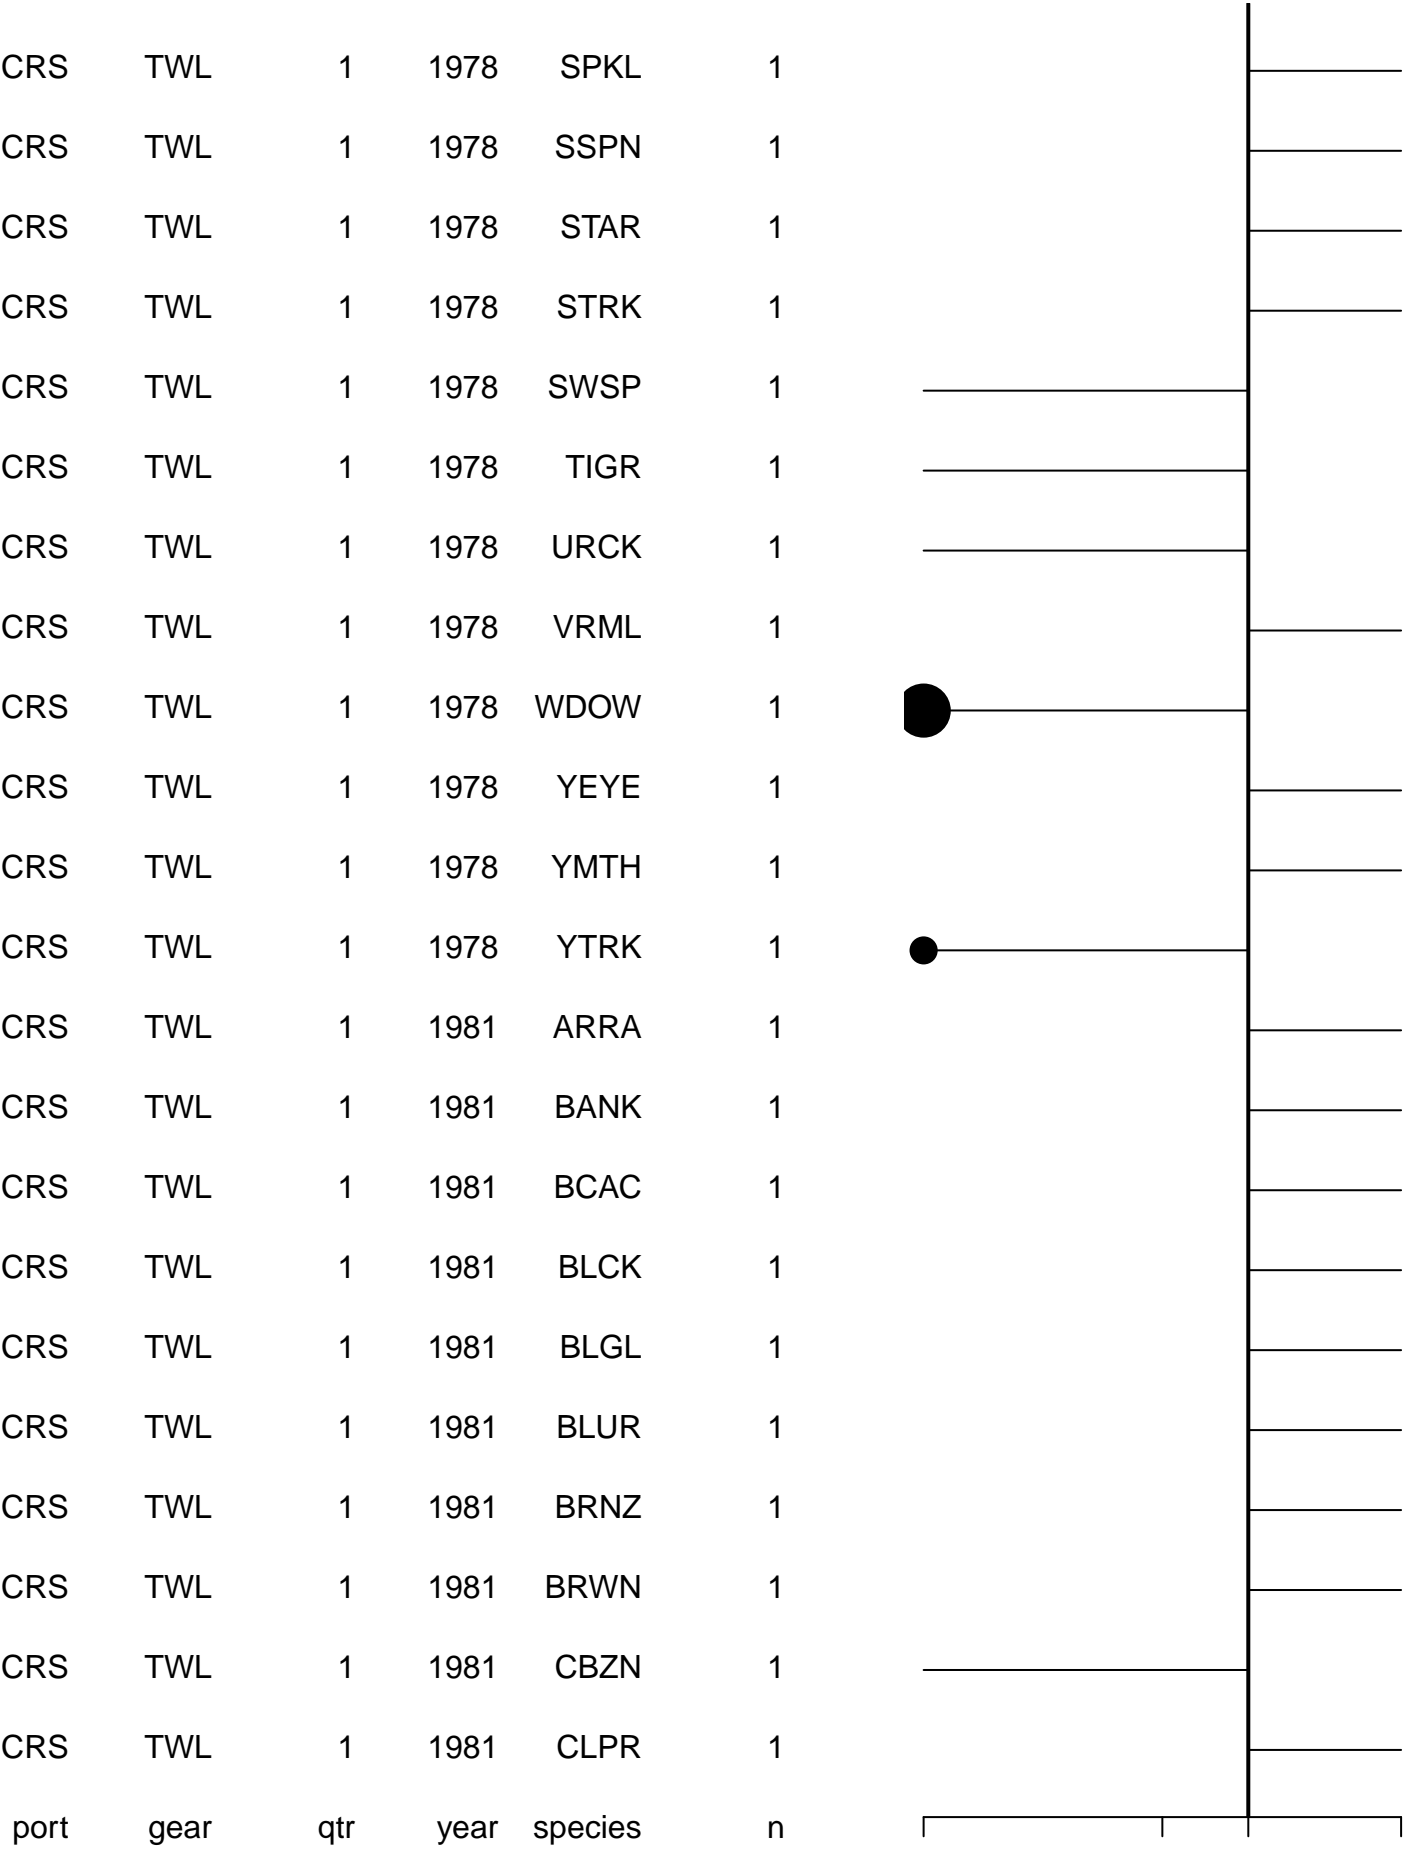 CRS TWL 1 1978 SPKL 1
CRS TWL 1 1978 SSPN 1
CRS TWL 1 1978 STAR 1
CRS TWL 1 1978 STRK 1
CRS TWL 1 1978 SWSP 1
CRS TWL 1 1978 TIGR 1
CRS TWL 1 1978 URCK 1
CRS TWL 1 1978 VRML 1
CRS TWL 1 1978 WDOW 1
CRS TWL 1 1978 YEYE 1
CRS TWL 1 1978 YMTH 1
CRS TWL 1 1978 YTRK 1
CRS TWL 1 1981 ARRA 1
CRS TWL 1 1981 BANK 1
CRS TWL 1 1981 BCAC 1
CRS TWL 1 1981 BLCK 1
CRS TWL 1 1981 BLGL 1
CRS TWL 1 1981 BLUR 1
CRS TWL 1 1981 BRNZ 1
CRS TWL 1 1981 BRWN 1
CRS TWL 1 1981 CBZN 1
CRS TWL 1 1981 CLPR 1
port gear qtr year species n